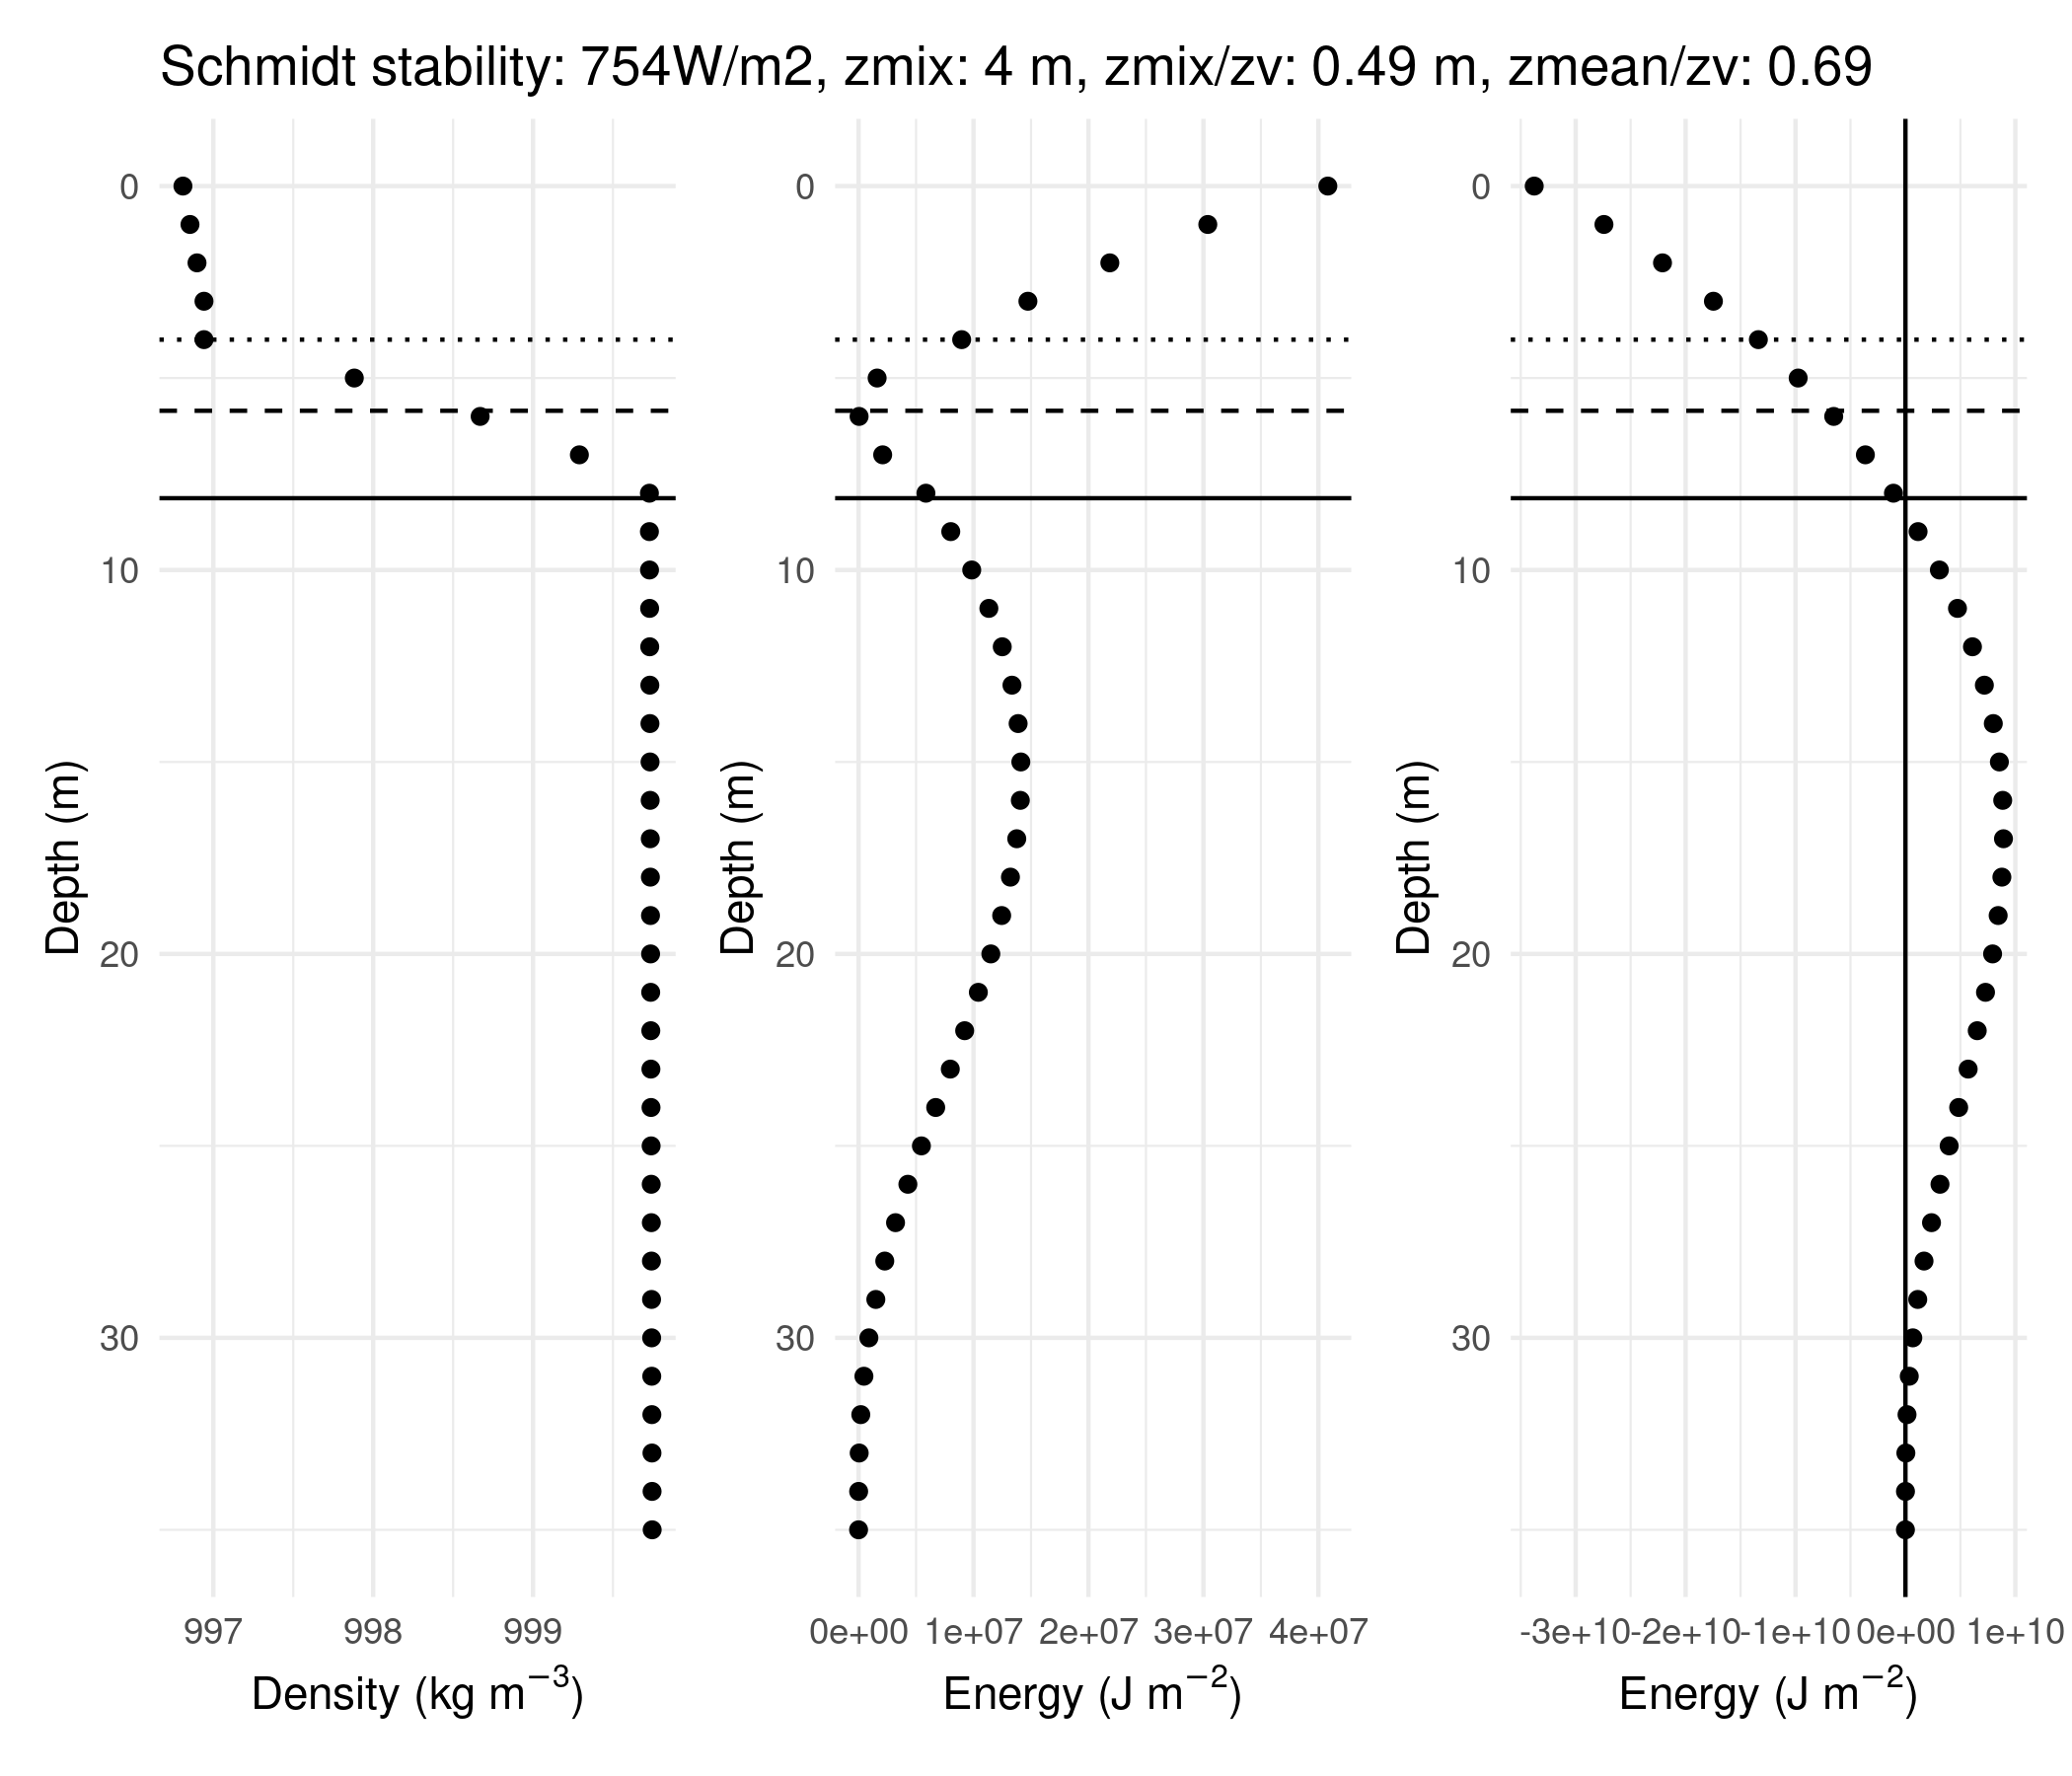 Schmidt stability: 754W/m2, zmix: 4 m, zmix/zv: 0.49 m, zmean/zv: 0.69
0
10
20
30
Depth (m)
997 998 999
Density (kg m−3)
0
10
20
30
Depth (m)
0e+00 1e+07 2e+07 3e+07 4e+07
Energy (J m−2)
0
10
20
30
Depth (m)
-3e+10 -2e+10 -1e+10 0e+00 1e+10
Energy (J m−2)